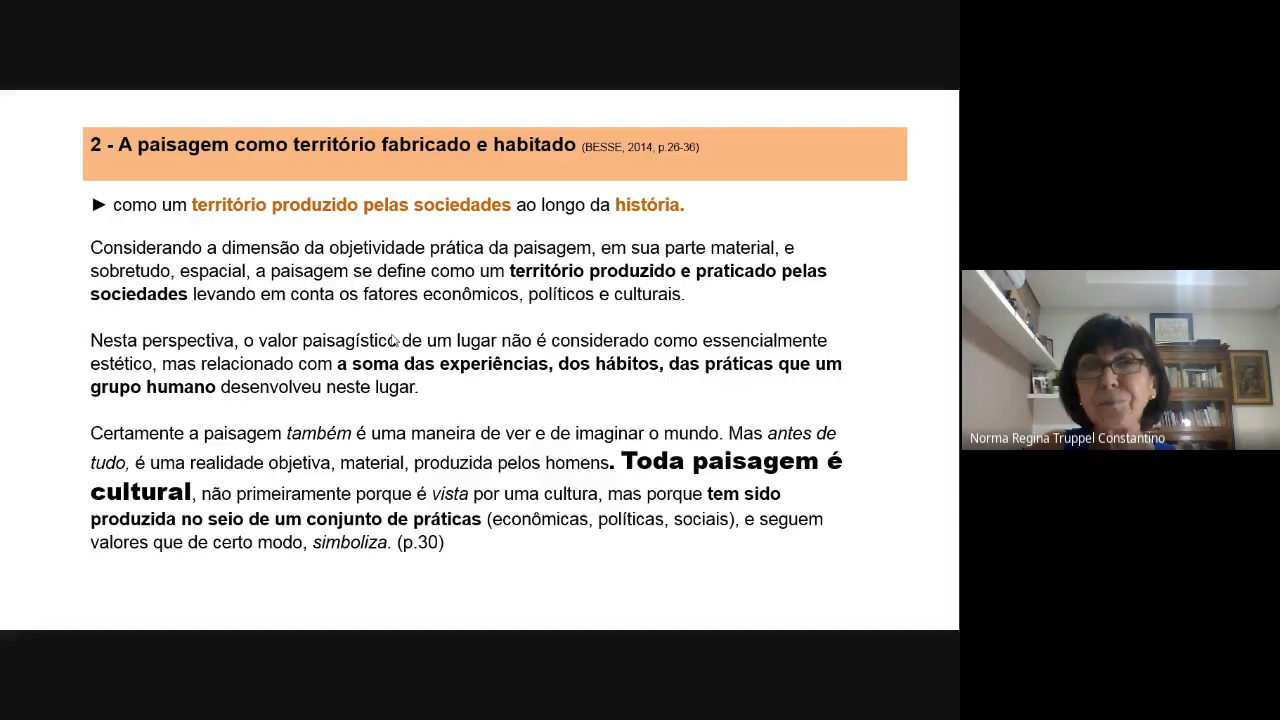 2 - A paisagem como território fabricado e habitado (BESSE, 2014, p.26-36)
► como um território produzido pelas sociedades ao longo da história.
Considerando a dimensão da objetividade prática da paisagem, em sua parte material, e
sobretudo, espacial, a paisagem se define como um território produzido e praticado pelas
sociedades levando em conta os fatores econômicos, políticos e culturais.
Nesta perspectiva, o valor paisagístico de um lugar não é considerado como essencialmente
estético, mas relacionado com a soma das experiências, dos hábitos, das práticas que um
grupo humano desenvolveu neste lugar.
Certamente a paisagem também é uma maneira de ver e de imaginar o mundo. Mas antes de
tudo, é uma realidade objetiva, material, produzida pelos homens. Toda paisagem é
cultural, não primeiramente porque é vista por uma cultura, mas porque tem sido
produzida no seio de um conjunto de práticas (econômicas, políticas, sociais), e seguem
valores que de certo modo, simboliza. (p.30)
Norma Regina Truppel Constantino